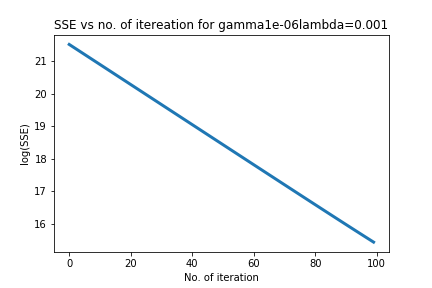 SSE vs no. of itereation for gamma1e-06lambda=0.001
21
20
19
18
17
16
log(SSE)
0 20 40 60 80 100
No. of iteration